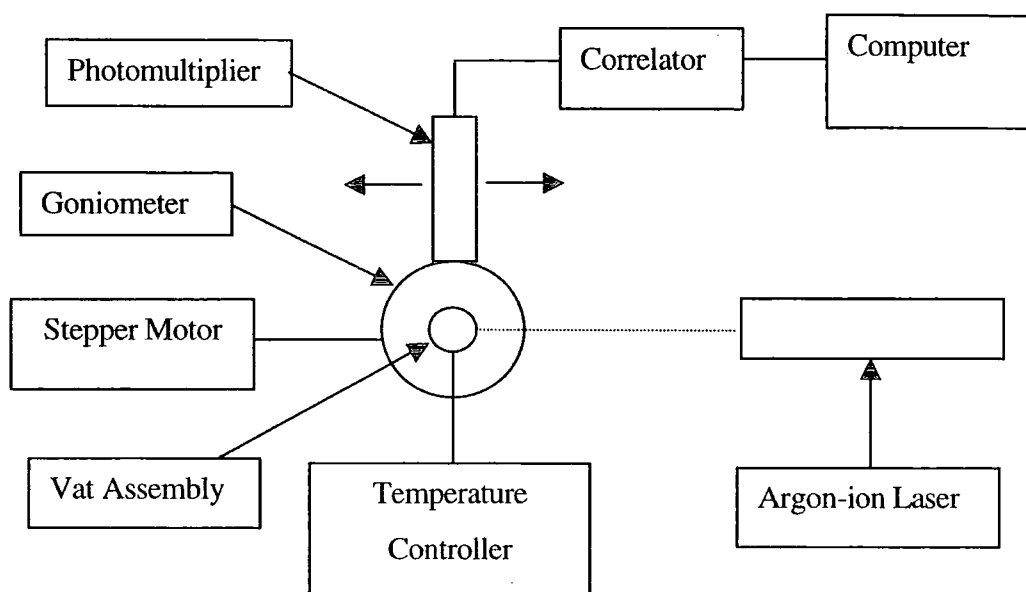 Photomultiplier
Correlator
Computer
Goniometer
Stepper Motor
Vat Assembly
Temperature
Controller
Argon-ion Laser